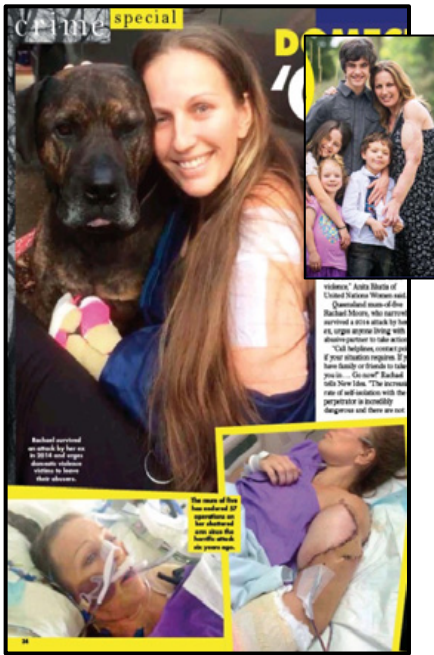 crime special
DOMES
'C
violence," Anita Bhatia of
United Nations Women said.
Queensland mum-of-five
Rachael Moore, who narrowly
survived a 2014 attack by her
ex, urges anyone living with
abusive partner to take action
"Call helplines, contact pol
if your situation requires. If y
have family or friends to take
you in … Go now!" Rachael
tells New Idea. "The increasi
rate of self-isolation with the
perpetrator is incredibly
dangerous and there are not
Rachael survived
an attack by her ex
in 2014 and urges
domestic violence
victims to leave
their abusers.
The mum of five
has endured 57
operations on
her shattered
arm since the
horrific attack
six years ago.